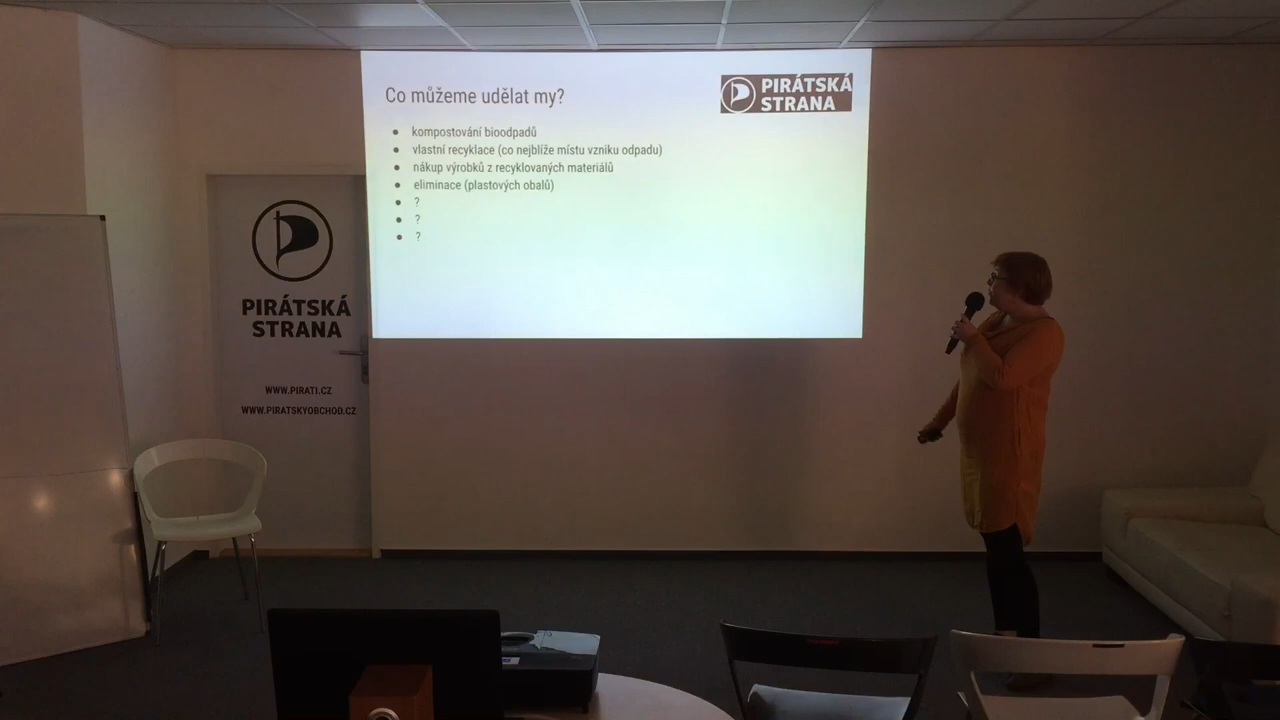 Co můžeme udělat my?
PIRÁTSKÁ
STRANA
● kompostování bioodpadů
● vlastní recyklace (co nejblíže místu vzniku odpadu)
● nákup výrobků z recyklovaných materiálů
● eliminace (plastových obalů)
● ?
● ?
● ?
PIRÁTSKÁ
STRANA
WWW.PIRATI.CZ
WWW.PIRATSKYOBCHOD.CZ